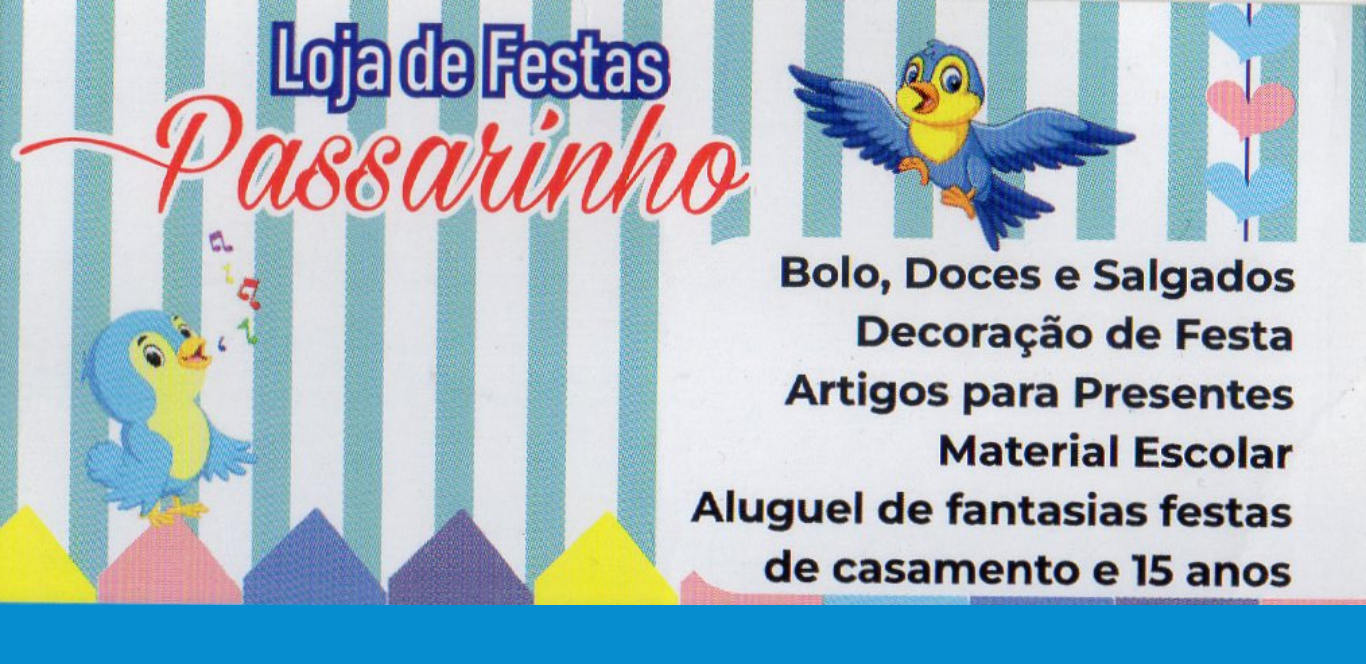 Loja de Festas
Passarinho
Bolo, Doces e Salgados
Decoração de Festa
Artigos para Presentes
Material Escolar
Aluguel de fantasias festas
de casamento e 15 anos